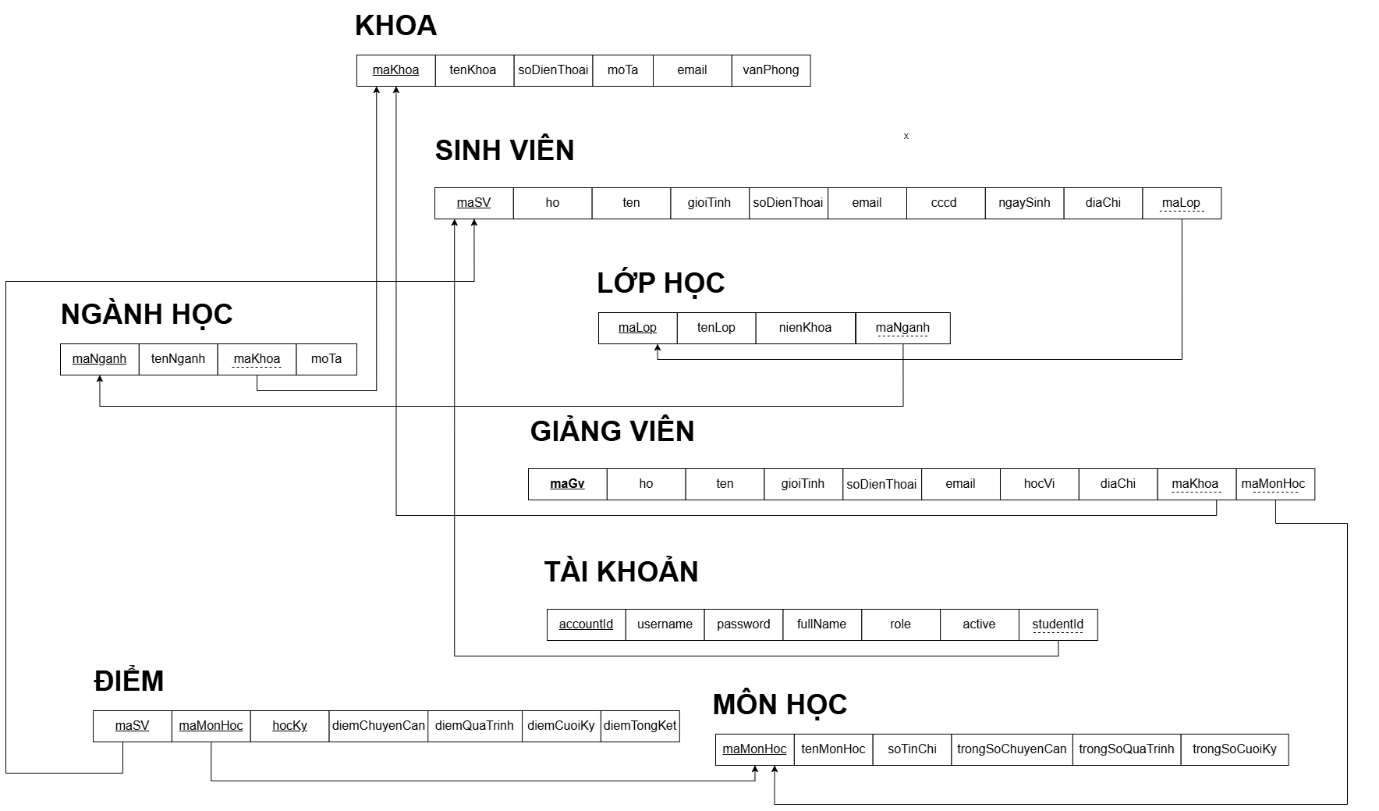 KHOA
maKhoa tenKhoa soDienThoai moTa email vanPhong
x
SINH VIÊN
maSV ho ten gioiTinh soDienThoai email cccd ngaySinh diaChi maLop
LỚP HỌC
maLop tenLop nienKhoa maNganh
NGÀNH HỌC
maNganh tenNganh maKhoa moTa
GIẢNG VIÊN
maGv ho ten gioiTinh soDienThoai email hocVi diaChi maKhoa maMonHoc
TÀI KHOẢN
accountId username password fullName role active studentId
ĐIỂM
maSV maMonHoc hocKy diemChuyenCan diemQuaTrinh diemCuoiKy diemTongKet
MÔN HỌC
maMonHoc tenMonHoc soTinChi trongSoChuyenCan trongSoQuaTrinh trongSoCuoiKy